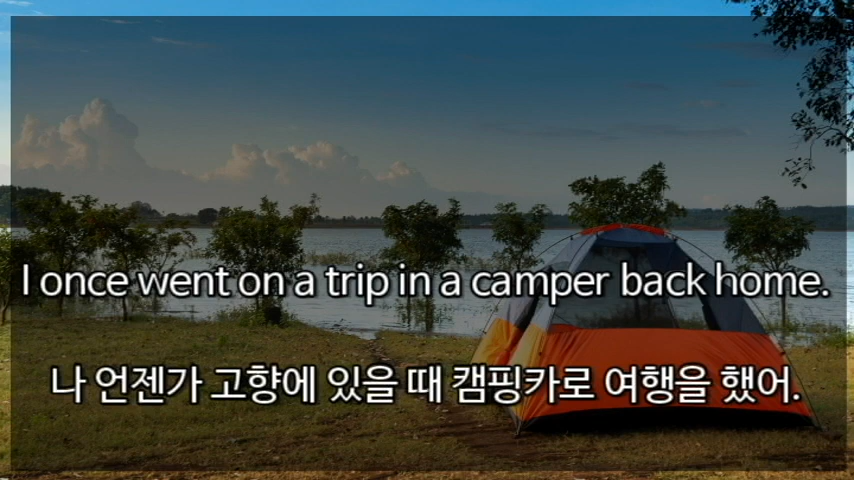 I once went on a trip in a camper back home.
나 언젠가 고향에 있을 때 캠핑카로 여행을 했어.